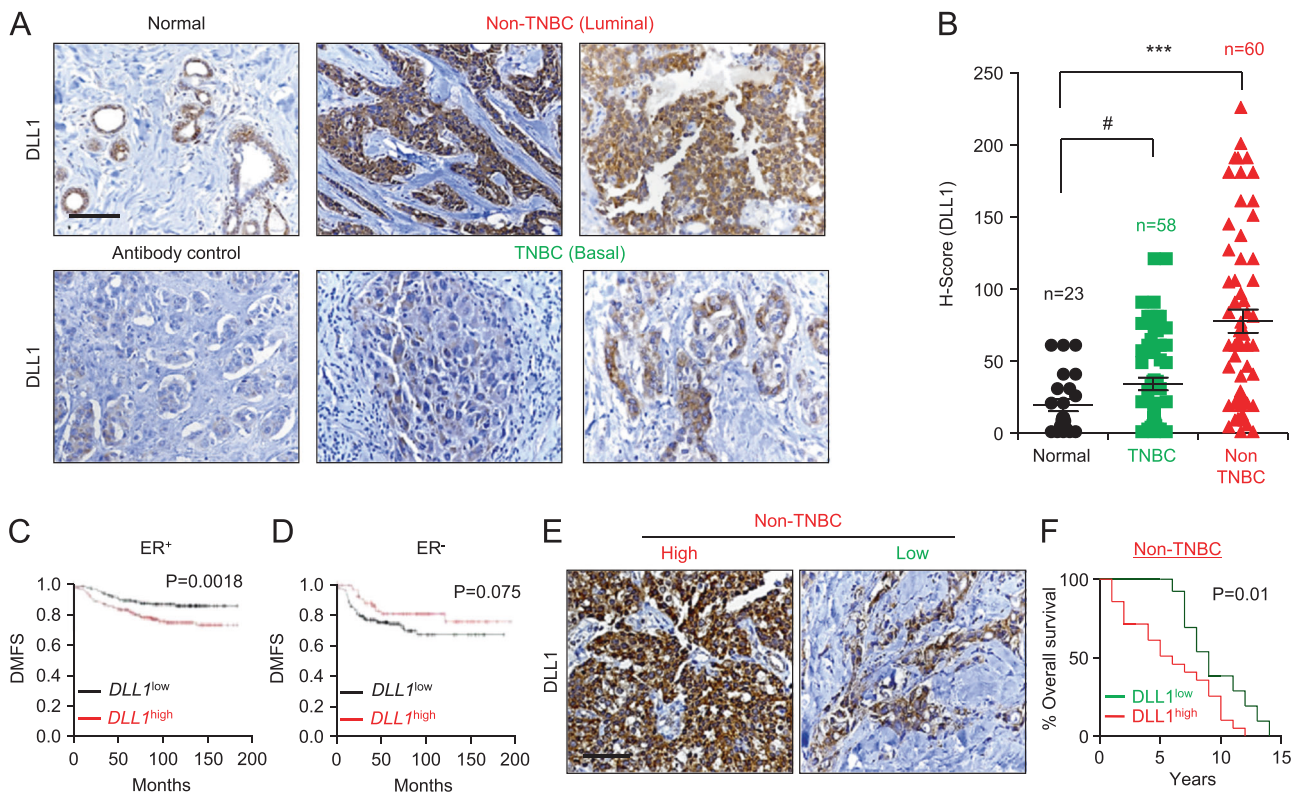 A
Normal
Non-TNBC (Luminal)
DLL1
Antibody control
TNBC (Basal)
DLL1
B
***
n=60
#
n=58
n=23
H-Score (DLL1)
250
200
150
100
50
0
Normal
TNBC
Non
TNBC
C
ER+
P=0.0018
DMFS
1.0
0.8
0.6
0.4
0.2
0.0
DLL1low
DLL1high
0 50 100 150 200
Months
D
ER-
P=0.075
DMFS
1.0
0.8
0.6
0.4
0.2
0.0
DLL1low
DLL1high
0 50 100 150 200
Months
E
Non-TNBC
High
Low
DLL1
F
Non-TNBC
P=0.01
% Overall survival
100
50
0
DLL1low
DLL1high
0 5 10 15
Years